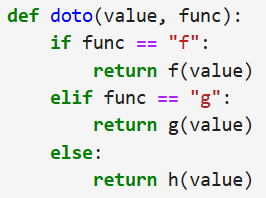 def doto(value, func):
    if func == "f":
        return f(value)
    elif func == "g":
        return g(value)
    else:
        return h(value)